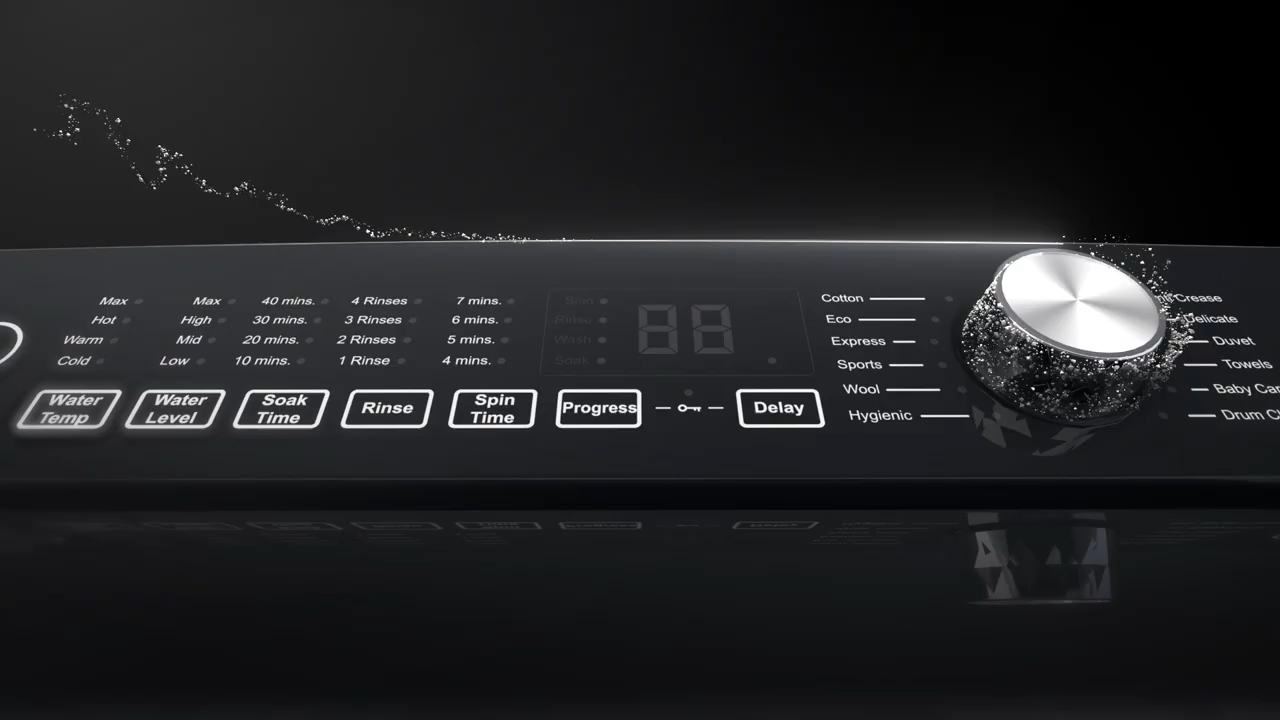 Max Max 40 mins. 4 Rinses 7 mins. Spin Cotton Crease
Hot High 30 mins. 3 Rinses 6 mins. Rinse Eco Delicate
Warm Mid 20 mins. 2 Rinses 5 mins. Wash Express Duvet
Cold Low 10 mins. 1 Rinse 4 mins. Soak Sports Towels
Water Temp Water Level Soak Time Rinse Spin Time Progress Delay Wool Baby
Hygienic Drum
88